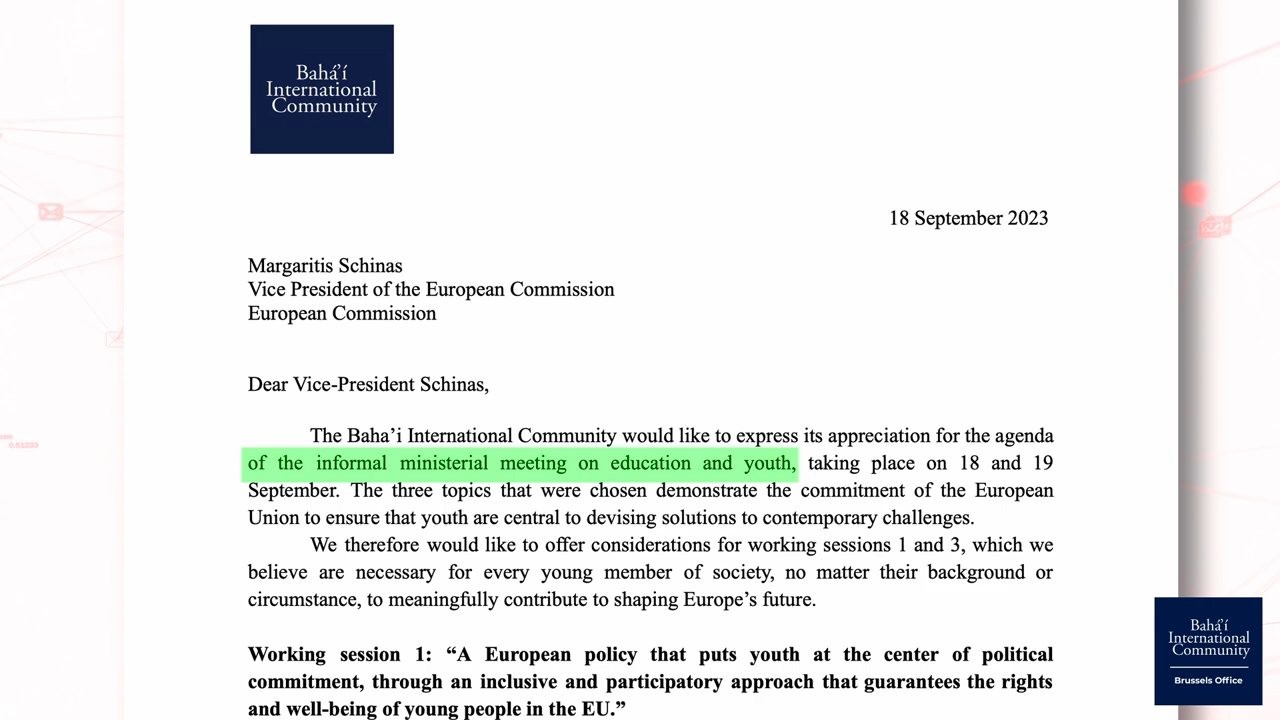 Bahá’í
International
Community
18 September 2023
Margaritis Schinas
Vice President of the European Commission
European Commission
Dear Vice-President Schinas,
The Baha’i International Community would like to express its appreciation for the agenda
of the informal ministerial meeting on education and youth, taking place on 18 and 19
September. The three topics that were chosen demonstrate the commitment of the European
Union to ensure that youth are central to devising solutions to contemporary challenges.
We therefore would like to offer considerations for working sessions 1 and 3, which we
believe are necessary for every young member of society, no matter their background or
circumstance, to meaningfully contribute to shaping Europe’s future.
Working session 1: “A European policy that puts youth at the center of political
commitment, through an inclusive and participatory approach that guarantees the rights
and well-being of young people in the EU.”
Bahá’í
International
Community
Brussels Office